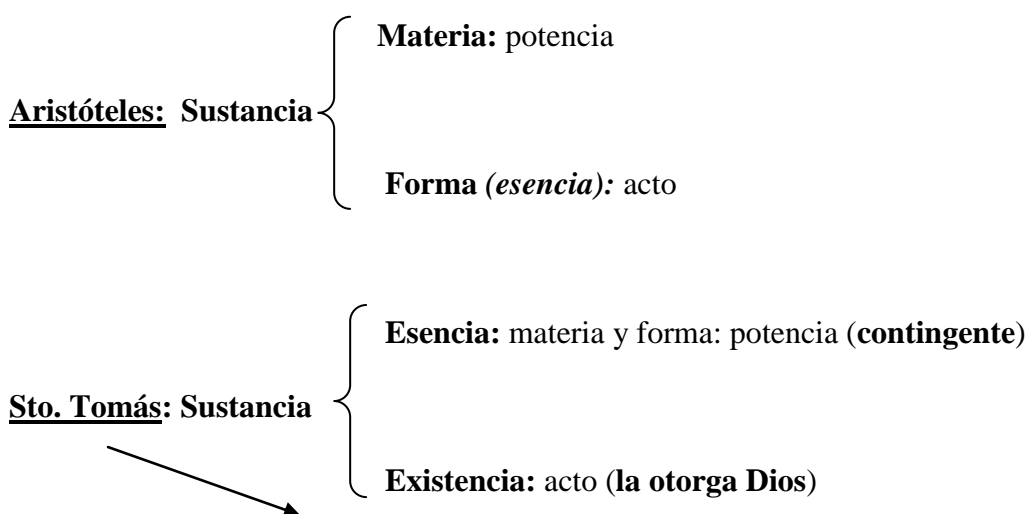 Materia: potencia
Aristóteles: Sustancia
Forma (esencia): acto
Esencia: materia y forma: potencia (contingente)
Sto. Tomás: Sustancia
Existencia: acto (la otorga Dios)